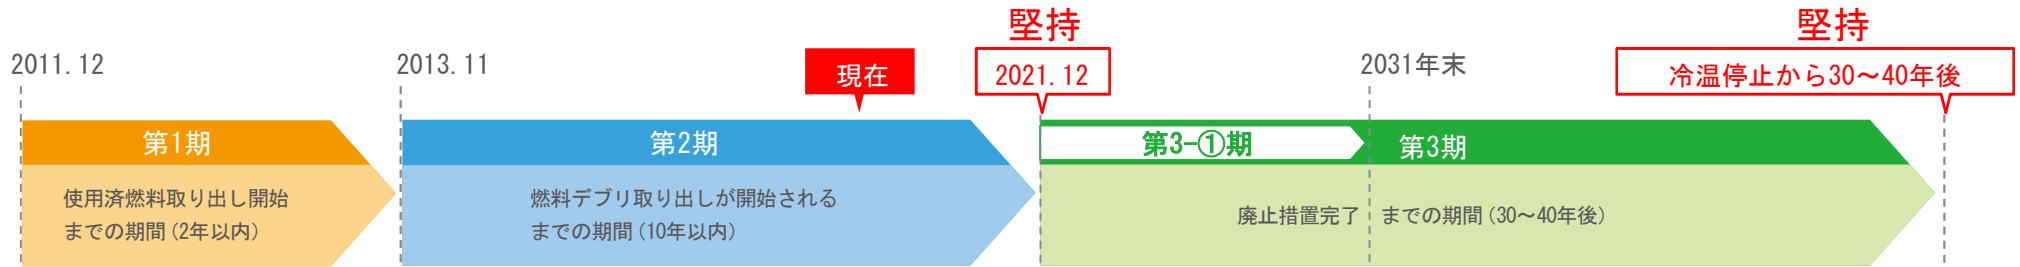 堅持
堅持
2011.12
2013.11
現在
2021.12
2031年末
冷温停止から30～40年後
第1期
第2期
第3-①期
第3期
使用済燃料取り出し開始
までの期間(2年以内)
燃料デブリ取り出しが開始される
までの期間(10年以内)
廃止措置完了までの期間(30～40年後)